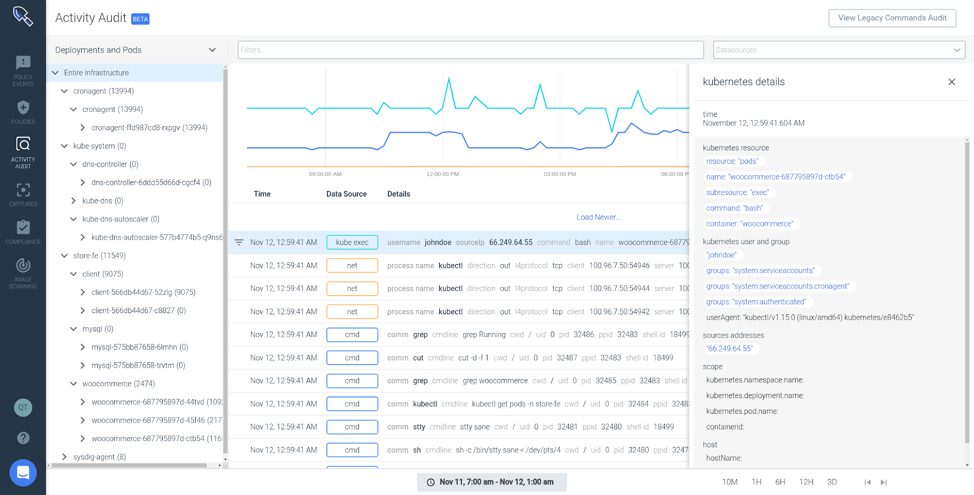 Activity Audit BETA
View Legacy Commands Audit
Deployments and Pods
Filters...
Datasources
POLICY
EVENTS
POLICIES
ACTIVITY
AUDIT
CAPTURES
COMPLIANCE
IMAGE
SCANNING
QT
Entire Infrastructure
cronagent (13994)
cronagent (13994)
cronagent-ffd987cd8-rxpgv (13994)
kube-system (0)
dns-controller (0)
dns-controller-6ddd55d66d-cgcf4 (0)
kube-dns (0)
kube-dns-autoscaler (0)
kube-dns-autoscaler-577b4774b5-q9ns6
store-fe (11549)
client (9075)
client-566db44d67-52zlg (9075)
client-566db44d67-c8827 (0)
mysql (0)
mysql-575bb87658-6lmhn (0)
mysql-575bb87658-trvtm (0)
woocommerce (2474)
woocommerce-687795897d-44tvd (109
woocommerce-687795897d-45f46 (217
woocommerce-687795897d-ctb54 (116
sysdig-agent (8)
09:00:00 AM 12:00:00 PM 03:00:00 PM 06:00:00 P
Time Data Source Details
Load Newer...
Nov 12, 12:59:41 AM kube exec username johndoe sourceIp 66.249.64.55 command bash name woocommerce-68779
Nov 12, 12:59:41 AM net process name kubectl direction out l4protocol tcp client 100.96.7.50:54946 server 100
Nov 12, 12:59:41 AM net process name kubectl direction out l4protocol tcp client 100.96.7.50:54944 server 100
Nov 12, 12:59:41 AM net process name kubectl direction out l4protocol tcp client 100.96.7.50:54942 server 100
Nov 12, 12:59:41 AM cmd comm grep cmdline grep Running cwd / uid 0 pid 32486 ppid 32483 shell id 18499
Nov 12, 12:59:41 AM cmd comm cut cmdline cut -d -f 1 cwd / uid 0 pid 32487 ppid 32483 shell id 18499
Nov 12, 12:59:41 AM cmd comm grep cmdline grep woocommerce cwd / uid 0 pid 32485 ppid 32483 shell id
Nov 12, 12:59:41 AM cmd comm kubectl cmdline kubectl get pods -n store-fe cwd / uid 0 pid 32484 ppid 3248
Nov 12, 12:59:41 AM cmd comm stty cmdline stty sane cwd / uid 0 pid 32481 ppid 32480 shell id 18499
Nov 12, 12:59:41 AM cmd comm sh cmdline sh -c /bin/stty sane < /dev/pts/4 cwd / uid 0 pid 32480 ppid
kubernetes details
time
November 12, 12:59:41.604 AM
kubernetes resource
resource: "pods"
name: "woocommerce-687795897d-ctb54"
subresource: "exec"
command: "bash"
container: "woocommerce"
kubernetes user and group
"johndoe"
groups: "system:serviceaccounts"
groups: "system:serviceaccounts:cronagent"
groups: "system:authenticated"
userAgent: "kubectl/v1.15.0 (linux/amd64) kubernetes/e8462b5"
sources addresses
"66.249.64.55"
scope
kubernetes.namespace.name:
kubernetes.deployment.name:
kubernetes.pod.name:
containerid:
host
hostName:
Nov 11, 7:00 am - Nov 12, 1:00 am
10M 1H 6H 12H 3D